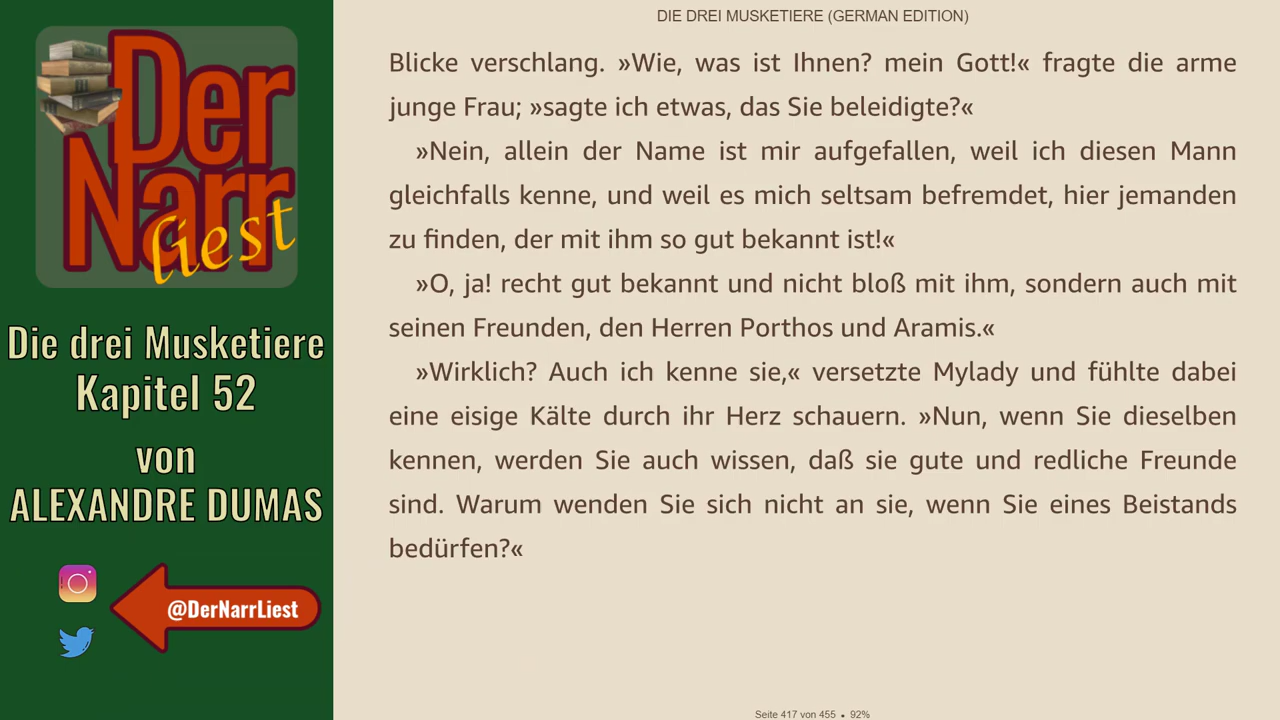 Der
Narr
liest
Die drei Musketiere
Kapitel 52
von
ALEXANDRE DUMAS
@DerNarrLiest
DIE DREI MUSKETIERE (GERMAN EDITION)
Blicke verschlang. »Wie, was ist Ihnen? mein Gott!« fragte die arme
junge Frau; »sagte ich etwas, das Sie beleidigte?«
»Nein, allein der Name ist mir aufgefallen, weil ich diesen Mann
gleichfalls kenne, und weil es mich seltsam befremdet, hier jemanden
zu finden, der mit ihm so gut bekannt ist!«
»O, ja! recht gut bekannt und nicht bloß mit ihm, sondern auch mit
seinen Freunden, den Herren Porthos und Aramis.«
»Wirklich? Auch ich kenne sie,« versetzte Mylady und fühlte dabei
eine eisige Kälte durch ihr Herz schauern. »Nun, wenn Sie dieselben
kennen, werden Sie auch wissen, daß sie gute und redliche Freunde
sind. Warum wenden Sie sich nicht an sie, wenn Sie eines Beistands
bedürfen?«
Seite 417 von 455 • 92%